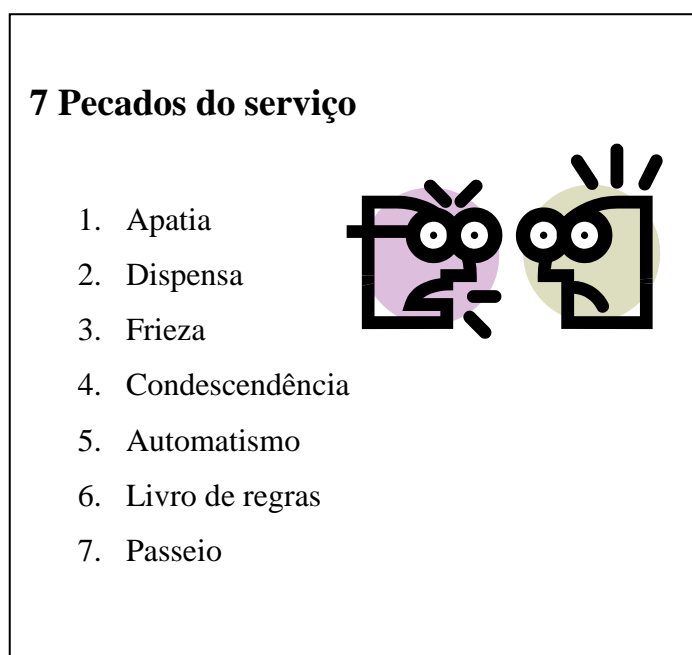 7 Pecados do serviço
1. Apatia
2. Dispensa
3. Frieza
4. Condescendência
5. Automatismo
6. Livro de regras
7. Passeio